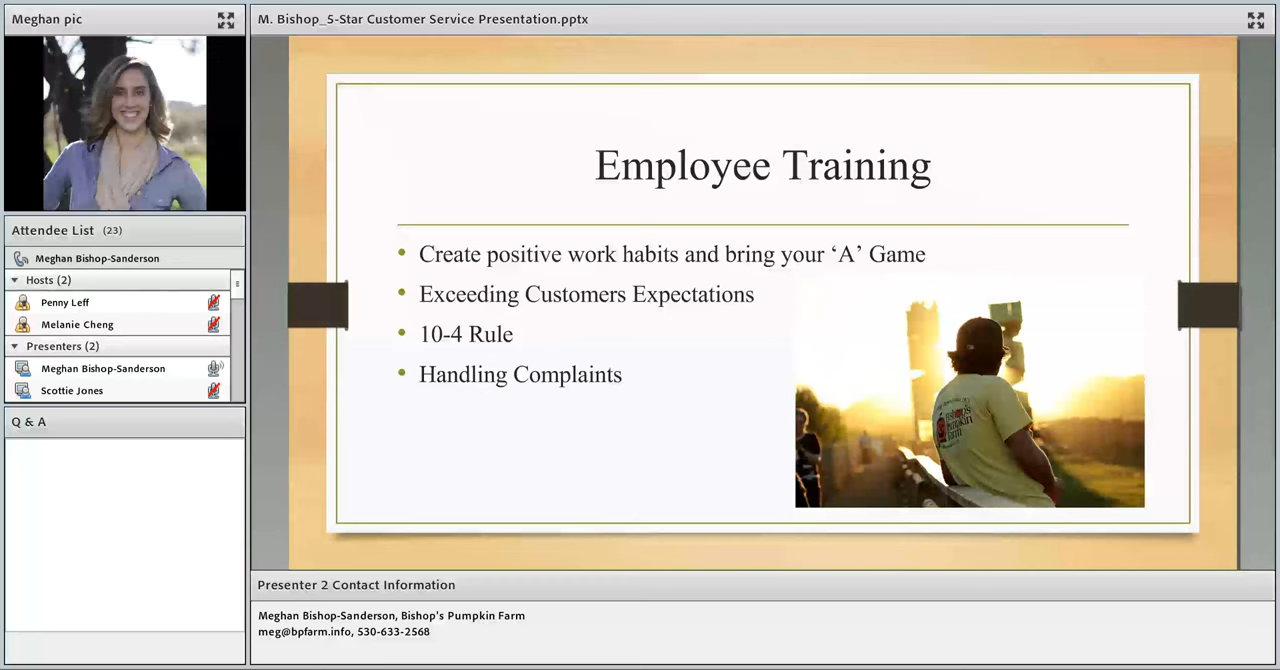 Meghan pic
M. Bishop_5-Star Customer Service Presentation.pptx
Attendee List (23)
Meghan Bishop-Sanderson
Hosts (2)
Penny Leff
Melanie Cheng
Presenters (2)
Meghan Bishop-Sanderson
Scottie Jones
Q & A
Employee Training
• Create positive work habits and bring your ‘A’ Game
• Exceeding Customers Expectations
• 10-4 Rule
• Handling Complaints
Bishop's
Pumpkin
Farm
Presenter 2 Contact Information
Meghan Bishop-Sanderson, Bishop's Pumpkin Farm
meg@bpfarm.info, 530-633-2568